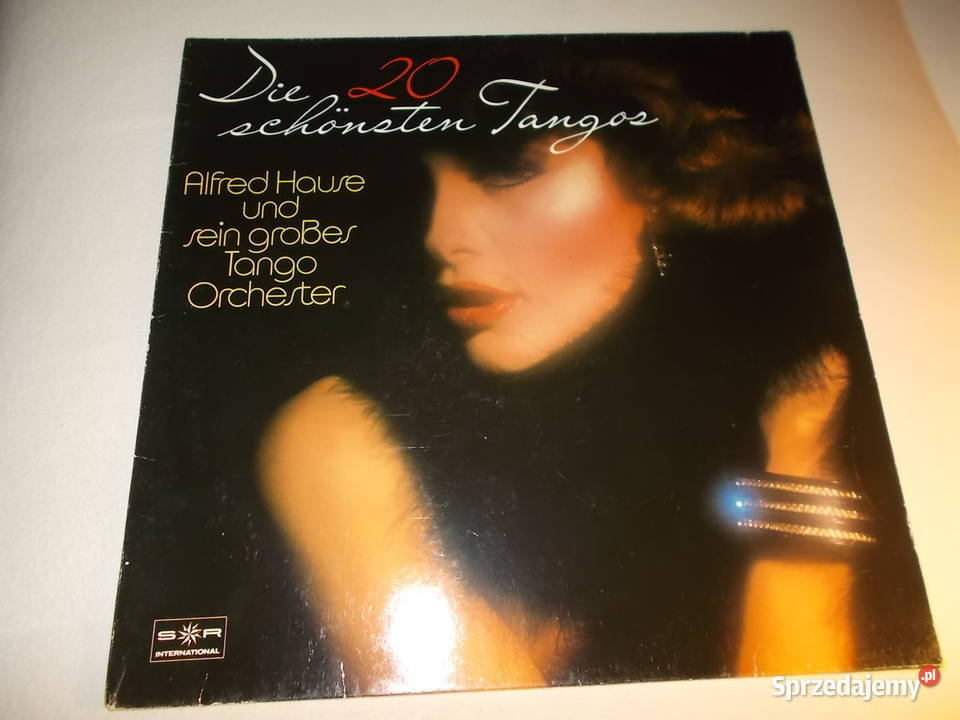 Die 20
schönsten Tangos
Alfred Hause
und
sein großes
Tango
Orchester
S R
INTERNATIONAL
Sprzedajemy.pl